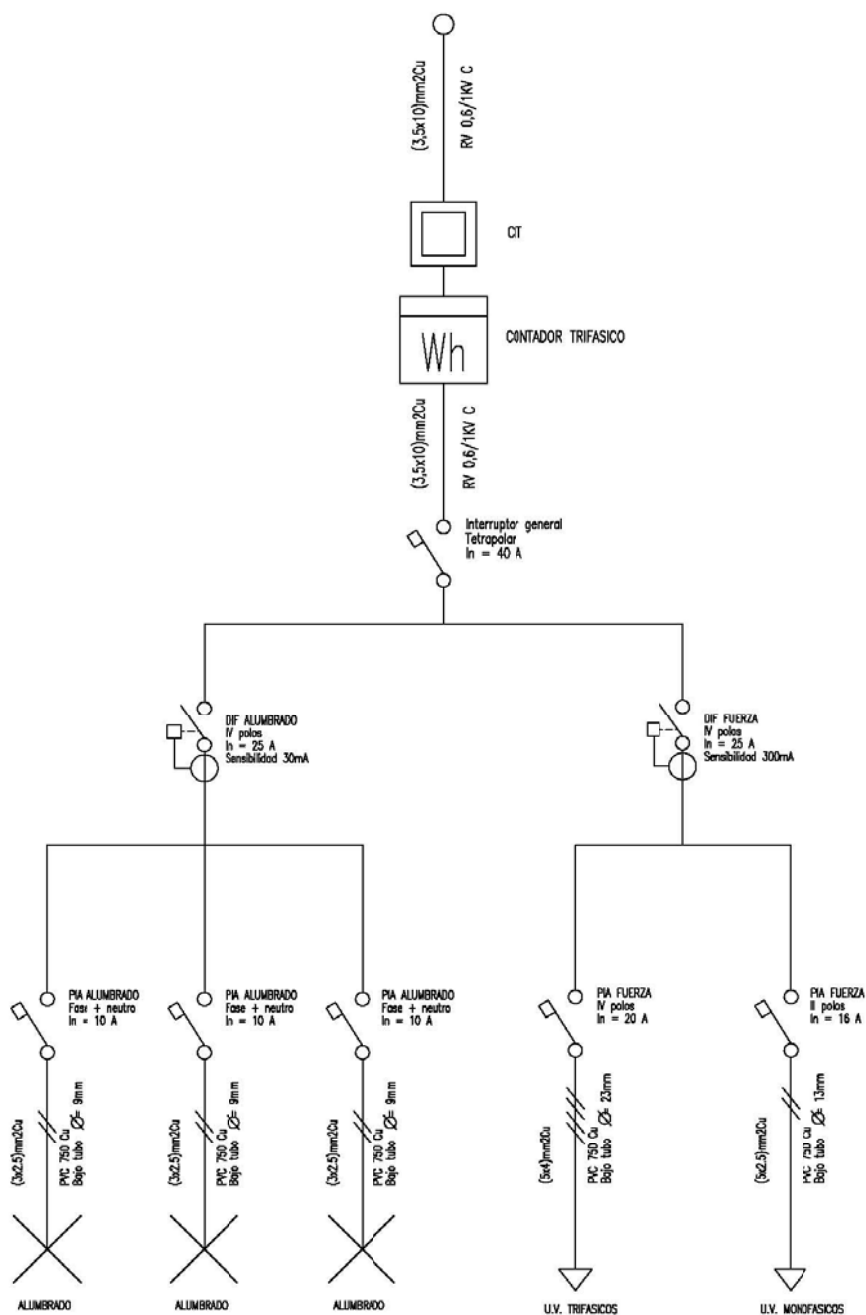 (3,5x10)mm2Cu
RV 0,6/1KV C
CIT
CONTADOR TRIFASICO
Wh
(3,5x10)mm2Cu
RV 0,6/1KV C
Interruptor general
Tetrapolar
In = 40 A
DIF ALUMBRADO
IV polos
In = 25 A
Sensibilidad 30mA
DIF FUERZA
IV polos
In = 25 A
Sensibilidad 300mA
PIA ALUMBRADO
Fase + neutro
In = 10 A
PIA ALUMBRADO
Fase + neutro
In = 10 A
PIA ALUMBRADO
Fase + neutro
In = 10 A
PIA FUERZA
IV polos
In = 20 A
PIA FUERZA
II polos
In = 16 A
(3x2.5)mm2Cu
PVC 750 Cu
Bajo tubo Ø= 9mm
(3x2.5)mm2Cu
PVC 750 Cu
Bajo tubo Ø= 9mm
(3x2.5)mm2Cu
PVC 750 Cu
Bajo tubo Ø= 9mm
(5x4)mm2Cu
PVC 750 Cu
Bajo tubo Ø= 23mm
(5x2.5)mm2Cu
PVC 750 Cu
Bajo tubo Ø= 13mm
ALUMBRADO
ALUMBRADO
ALUMBRADO
U.V. TRIFASICOS
U.V. MONOFASICOS